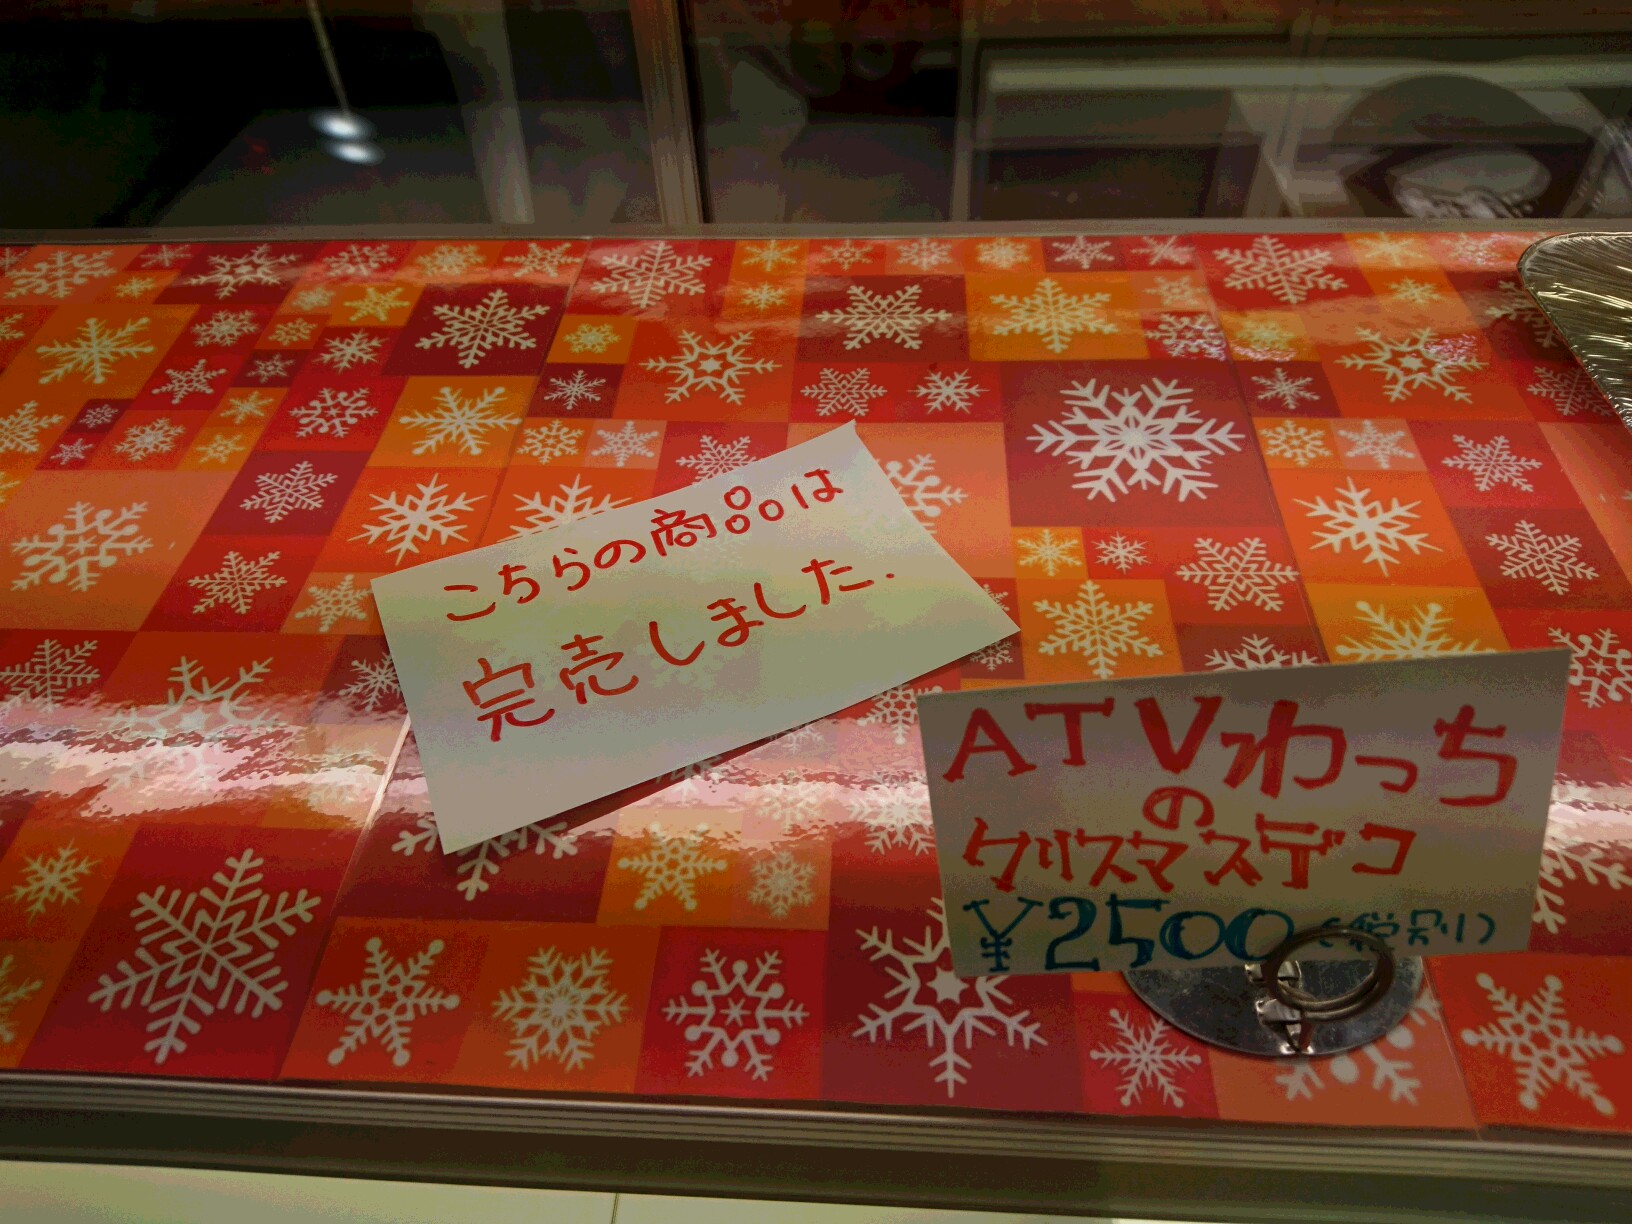 こちらの商品は
完売しました.
ATVわっち
の
クリスマスデコ
¥2500(税別)